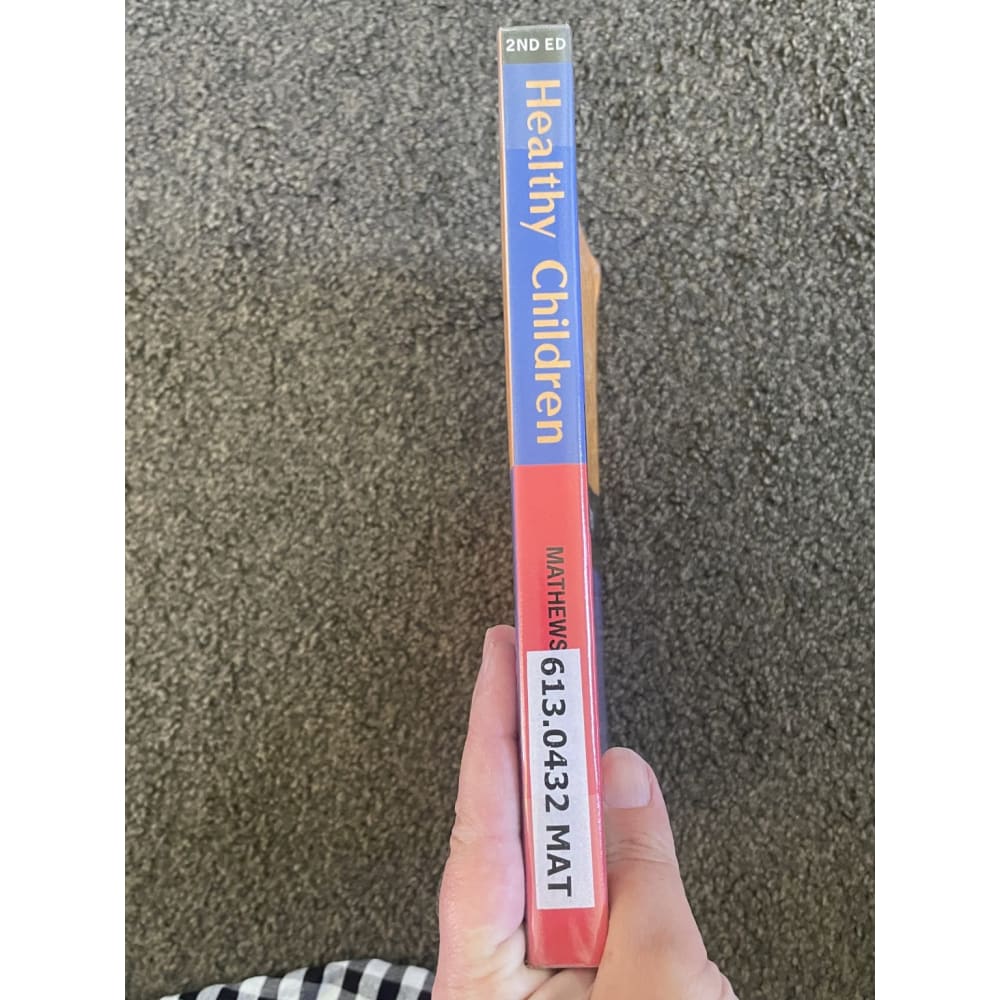 2ND ED
Healthy Children
MATHEWS
613.0432 MAT